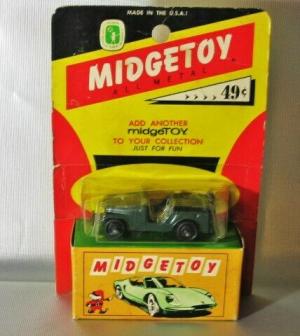 MADE IN THE U.S.A.!
MIDGETOY
ALL METAL
49¢
ADD ANOTHER
midgeTOY
TO YOUR COLLECTION
JUST FOR FUN
MIDGETOY